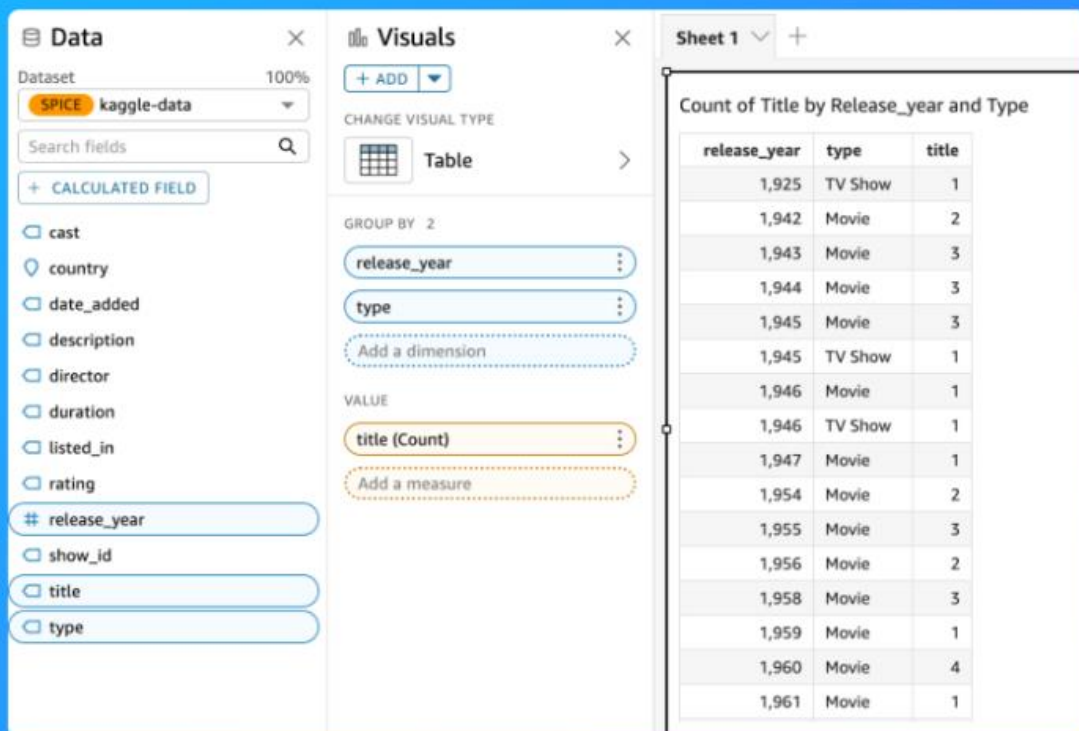 Data
Dataset 100%
SPICE kaggle-data
Search fields
+ CALCULATED FIELD
cast
country
date_added
description
director
duration
listed_in
rating
# release_year
show_id
title
type
Visuals
+ ADD
CHANGE VISUAL TYPE
Table
GROUP BY 2
release_year
type
Add a dimension
VALUE
title (Count)
Add a measure
Sheet 1
Count of Title by Release_year and Type
release_year type title
1,925 TV Show 1
1,942 Movie 2
1,943 Movie 3
1,944 Movie 3
1,945 Movie 3
1,945 TV Show 1
1,946 Movie 1
1,946 TV Show 1
1,947 Movie 1
1,954 Movie 2
1,955 Movie 3
1,956 Movie 2
1,958 Movie 3
1,959 Movie 1
1,960 Movie 4
1,961 Movie 1